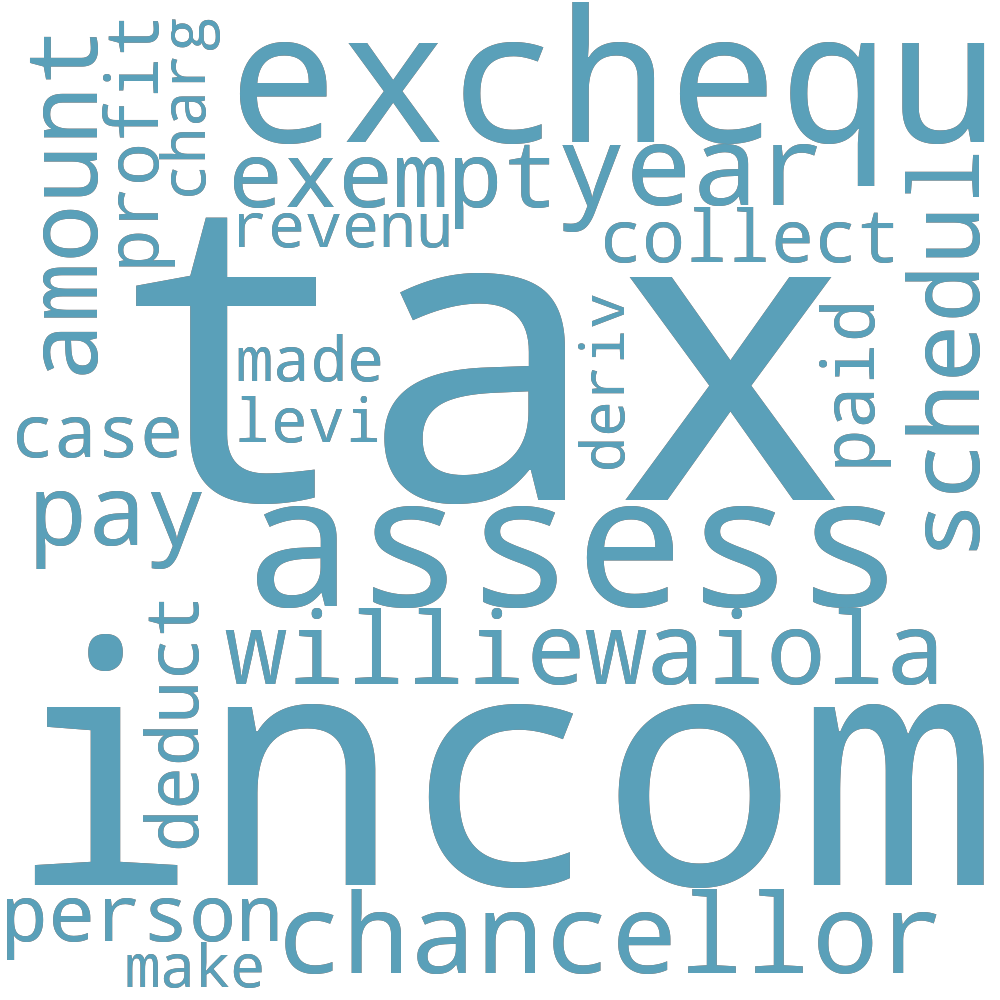 exchequ
amount
profit
charg
exempt
year
revenu
collect
schedul
tax
made
levi
deriv
paid
case
pay
assess
deduct
williewaiola
incom
person
chancellor
make